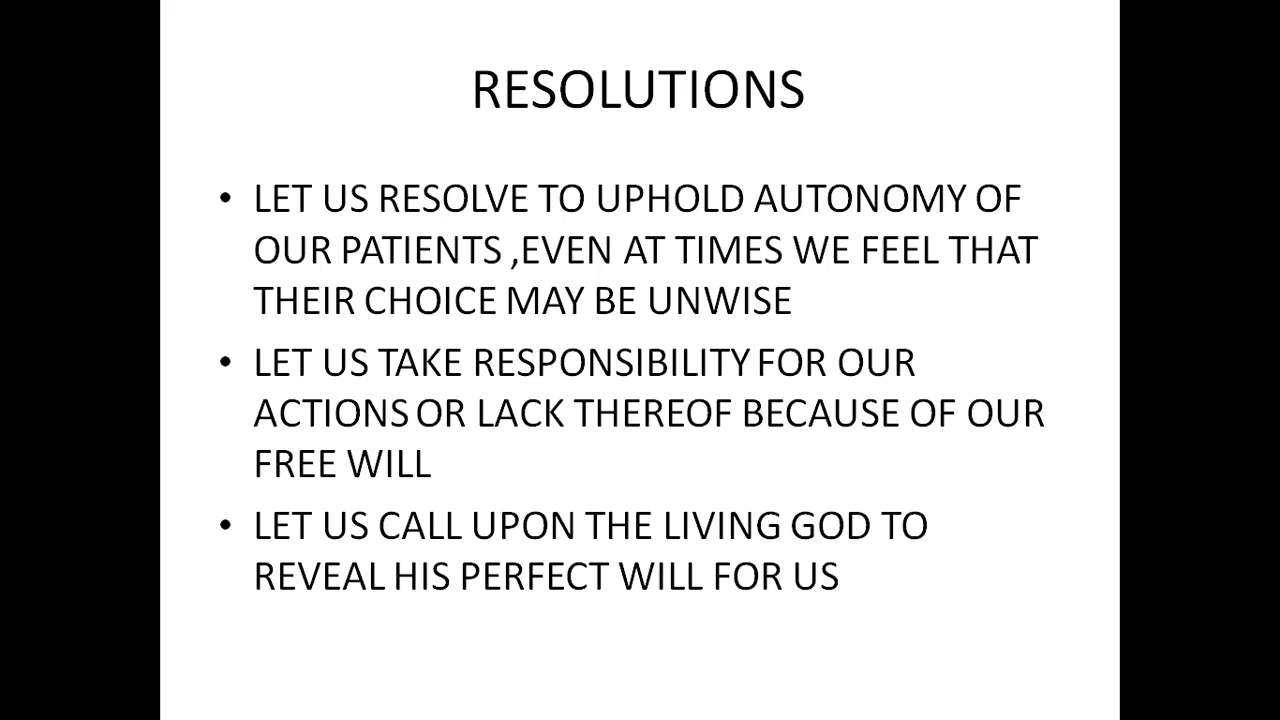 RESOLUTIONS
• LET US RESOLVE TO UPHOLD AUTONOMY OF
OUR PATIENTS ,EVEN AT TIMES WE FEEL THAT
THEIR CHOICE MAY BE UNWISE
• LET US TAKE RESPONSIBILITY FOR OUR
ACTIONS OR LACK THEREOF BECAUSE OF OUR
FREE WILL
• LET US CALL UPON THE LIVING GOD TO
REVEAL HIS PERFECT WILL FOR US